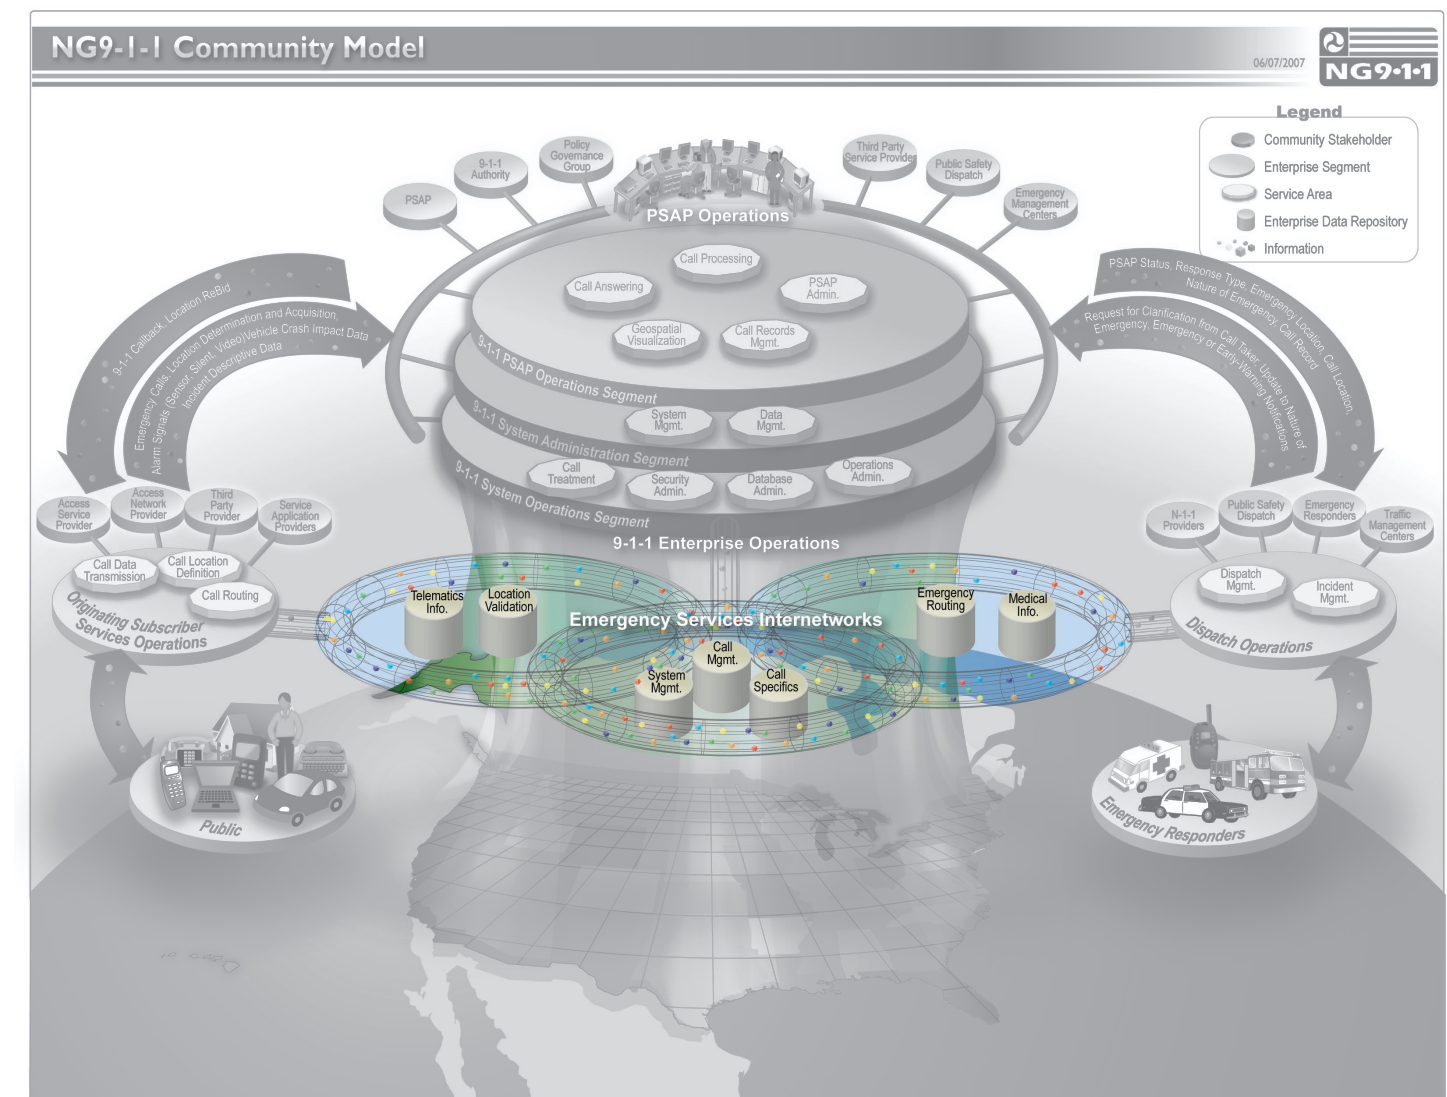 NG9-1-1 Community Model
06/07/2007
NG9•1•1
Legend
Community Stakeholder
Enterprise Segment
Service Area
Enterprise Data Repository
Information
PSAP
9-1-1
Authority
Policy
Governance
Group
Third Party
Service Provider
Public Safety
Dispatch
Emergency
Management
Centers
PSAP Operations
Call Processing
Call Answering
PSAP
Admin.
Geospatial
Visualization
Call Records
Mgmt.
9-1-1 PSAP Operations Segment
System
Mgmt.
Data
Mgmt.
9-1-1 System Administration Segment
Call
Treatment
Security
Admin.
Database
Admin.
Operations
Admin.
9-1-1 System Operations Segment
9-1-1 Enterprise Operations
9-1-1 Callback, Location ReBid
Emergency Calls, Location Determination and Acquisition,
Alarm Signals (Sensor, Silent, Video)Vehicle Crash Impact Data
Incident Descriptive Data
PSAP Status, Response Type, Emergency Location, Call Location,
Nature of Emergency, Call Record
Request for Clarification from Call Taker, Update to Nature of
Emergency, Emergency or Early-Warning Notifications
Access
Service
Provider
Access
Network
Provider
Third
Party
Provider
Service
Application
Providers
Call Data
Transmission
Call Location
Definition
Call Routing
Originating Subscriber
Services Operations
N-1-1
Providers
Public Safety
Dispatch
Emergency
Responders
Traffic
Management
Centers
Dispatch
Mgmt.
Incident
Mgmt.
Dispatch Operations
Telematics
Info.
Location
Validation
Emergency
Routing
Medical
Info.
Emergency Services Internetworks
Call
Mgmt.
System
Mgmt.
Call
Specifics
Public
Emergency Responders